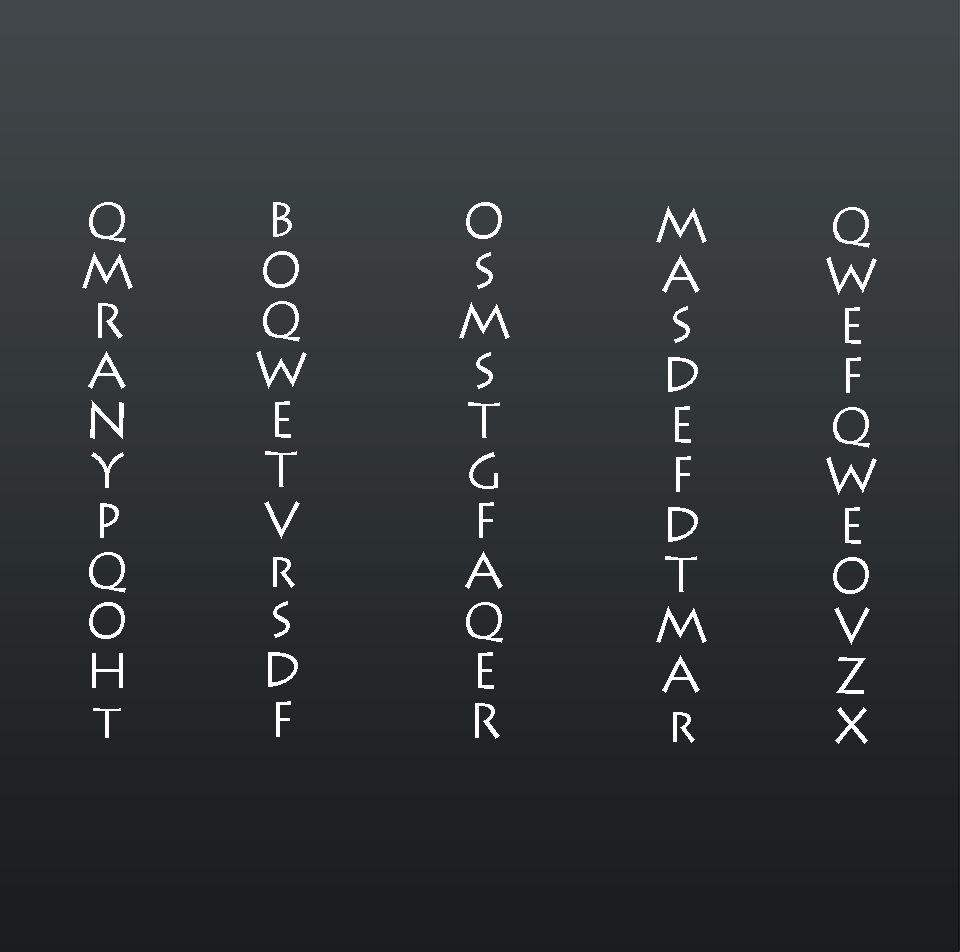 QMRANYPQOHT
BOQWETVRSDF
OSMSTGFAQER
MASDEFDTMAR
QWEFQWEOVZX